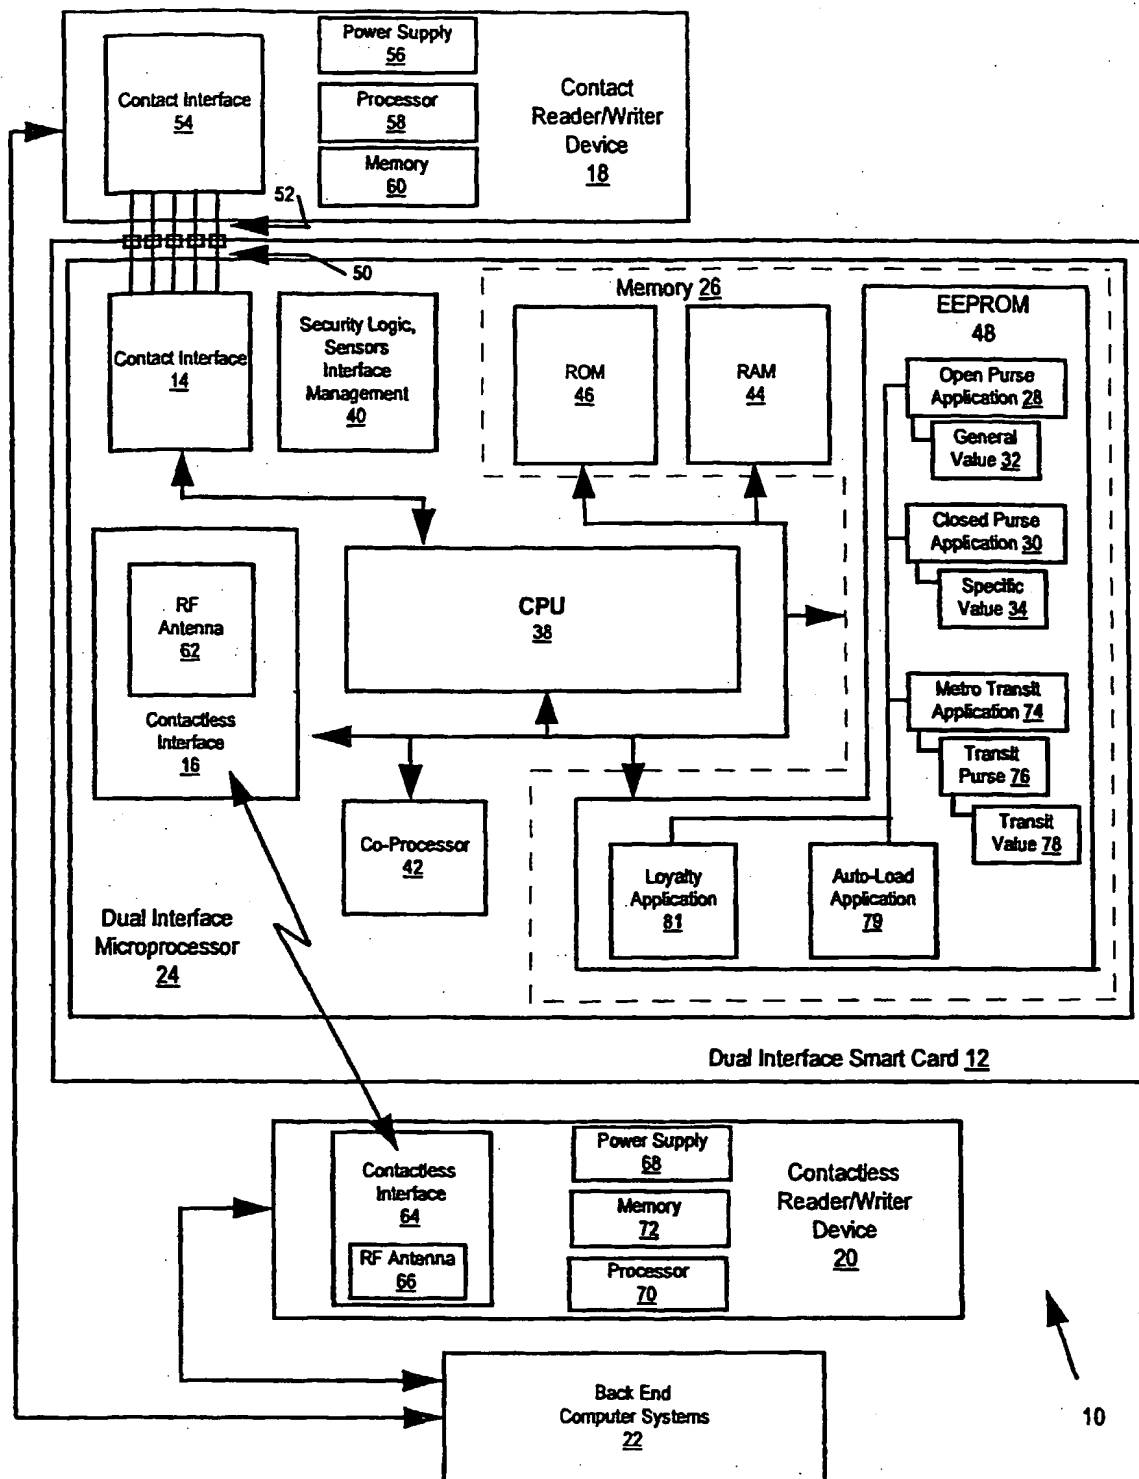 Contact Interface
54
Power Supply
56
Processor
58
Memory
60
Contact
Reader/Writer
Device
18
52
50
Contact Interface
14
Security Logic,
Sensors
Interface
Management
40
Memory 26
ROM
46
RAM
44
EEPROM
48
Open Purse
Application 28
General
Value 32
Closed Purse
Application 30
Specific
Value 34
Metro Transit
Application 74
Transit
Purse 76
Transit
Value 78
RF
Antenna
62
Contactless
Interface
16
CPU
38
Co-Processor
42
Loyalty
Application
81
Auto-Load
Application
79
Dual Interface
Microprocessor
24
Dual Interface Smart Card 12
Contactless
Interface
64
RF Antenna
66
Power Supply
68
Memory
72
Processor
70
Contactless
Reader/Writer
Device
20
Back End
Computer Systems
22
10